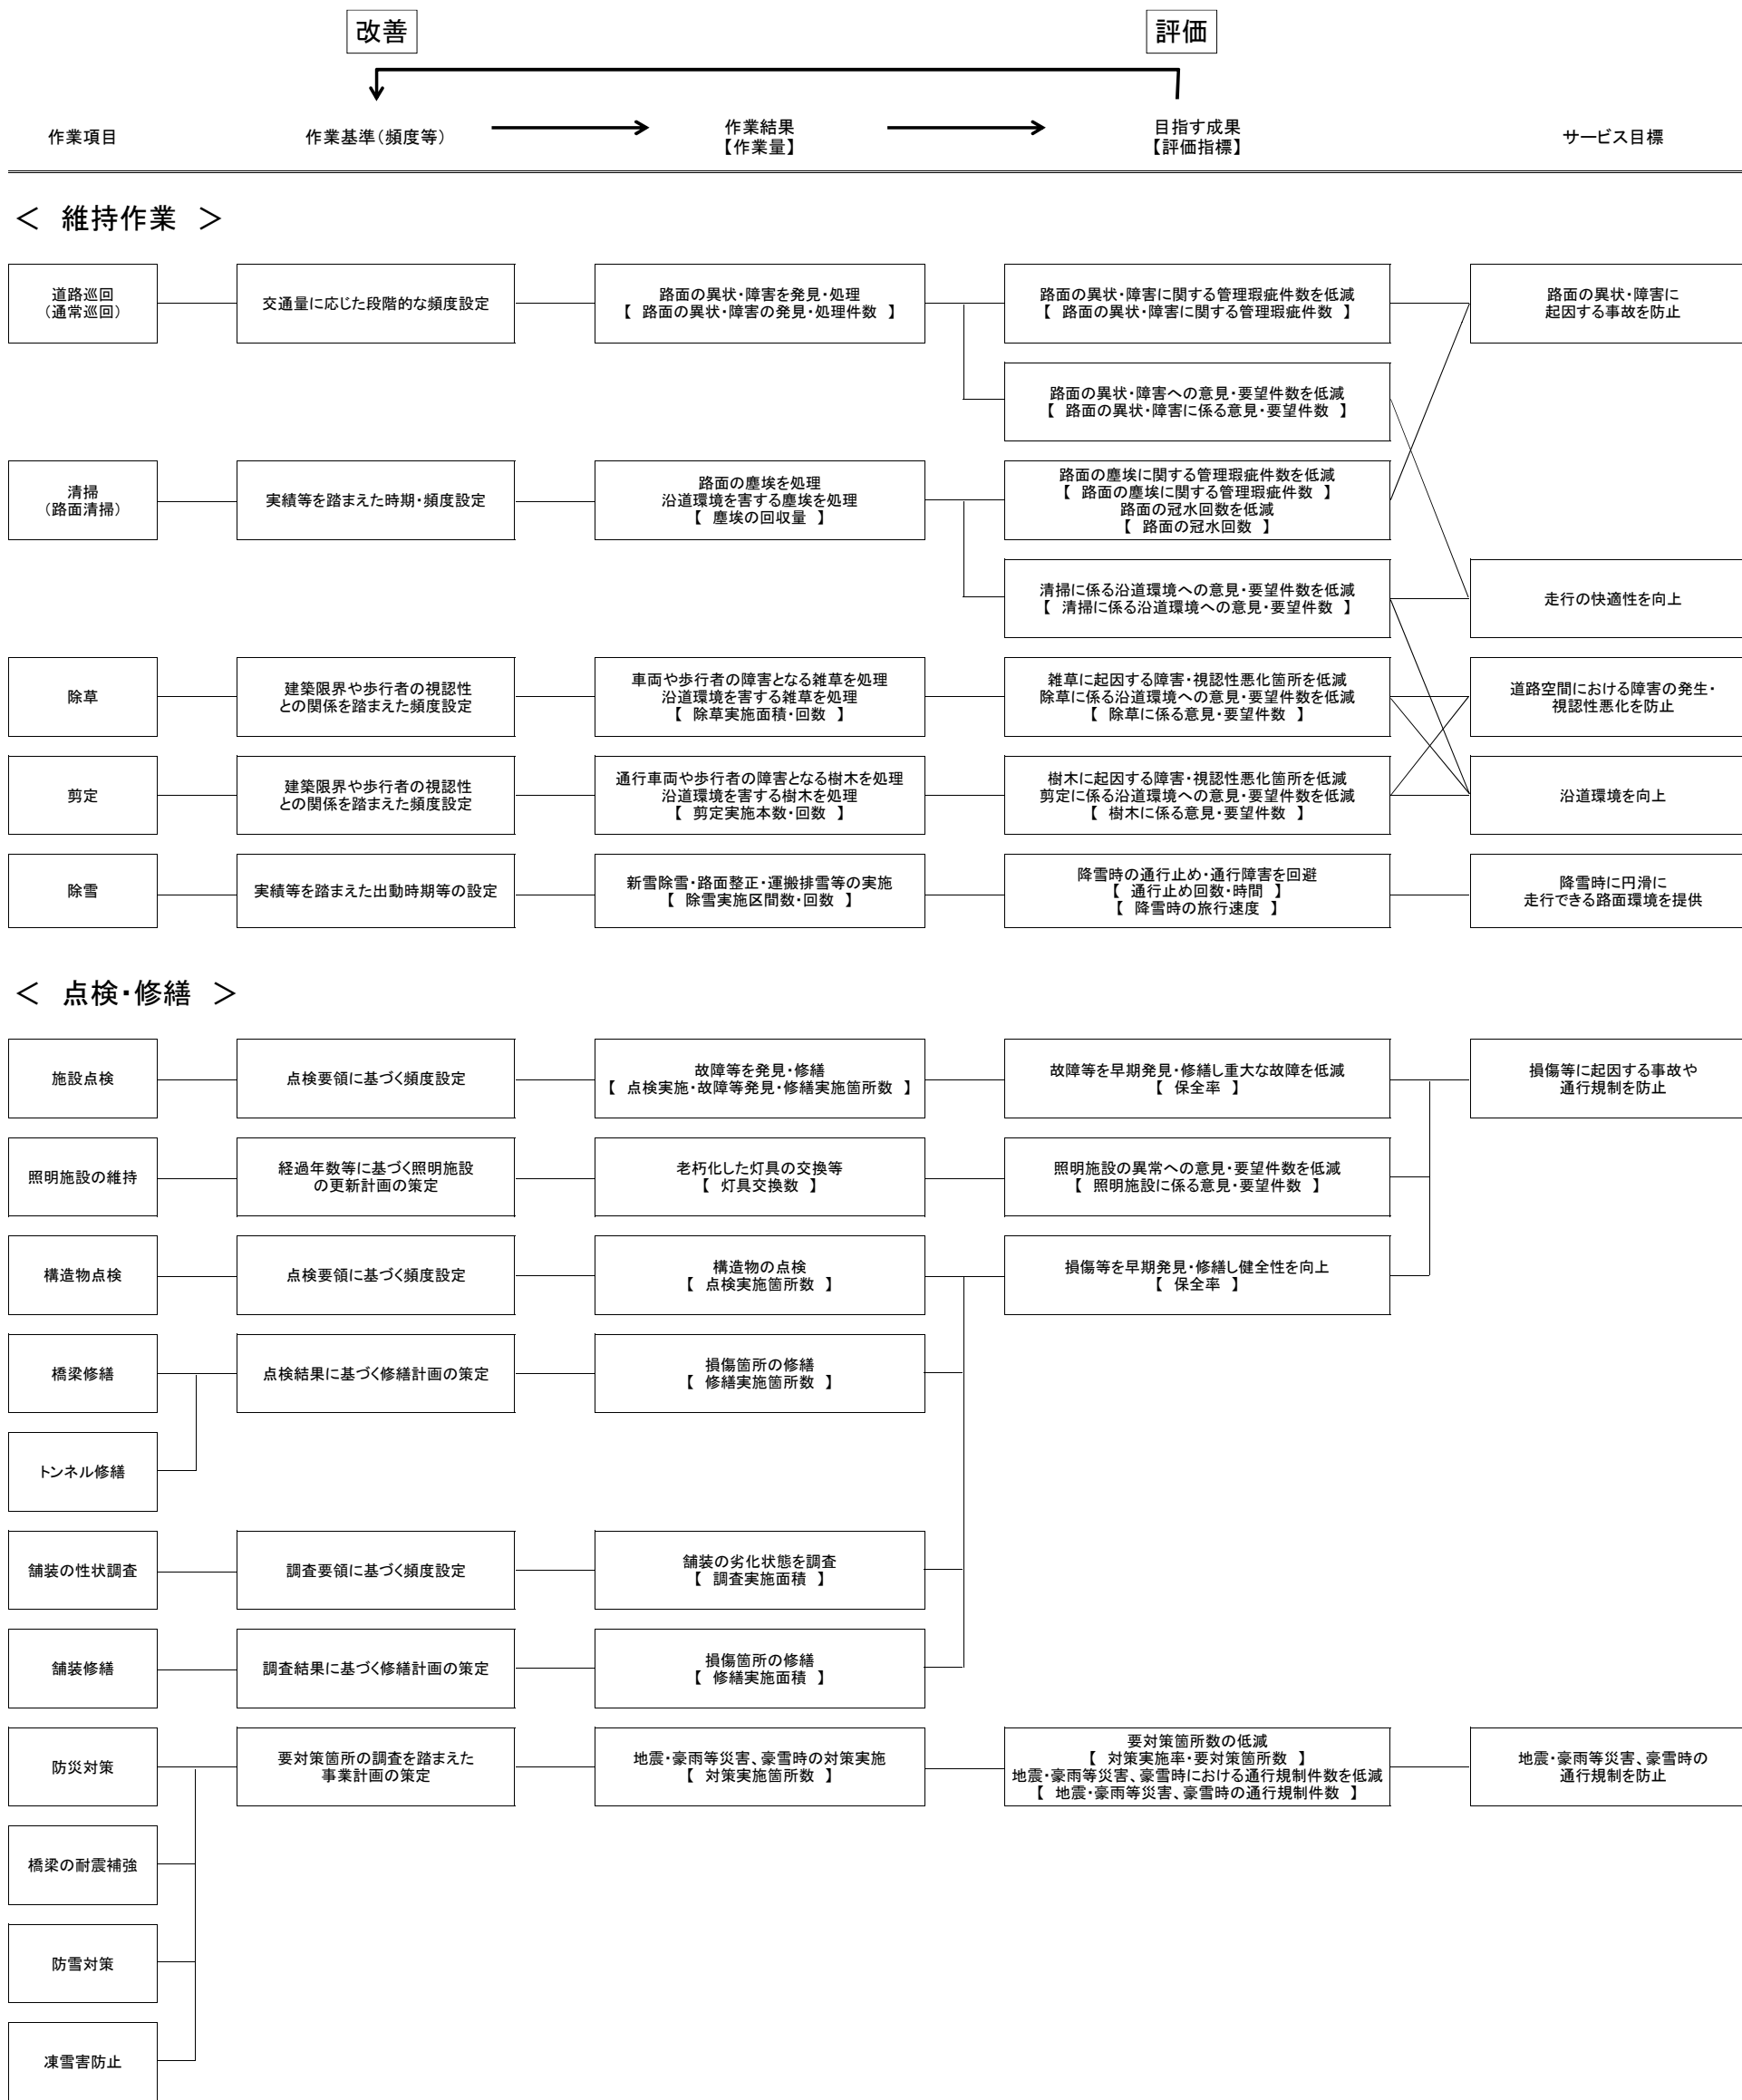 改善
評価
作業項目
作業基準(頻度等)
作業結果
【作業量】
目指す成果
【評価指標】
サービス目標
＜ 維持作業 ＞
道路巡回
(通常巡回)
交通量に応じた段階的な頻度設定
路面の異状・障害を発見・処理
【 路面の異状・障害の発見・処理件数 】
路面の異状・障害に関する管理瑕疵件数を低減
【 路面の異状・障害に関する管理瑕疵件数 】
路面の異状・障害に
起因する事故を防止
路面の異状・障害への意見・要望件数を低減
【 路面の異状・障害に係る意見・要望件数 】
清掃
(路面清掃)
実績等を踏まえた時期・頻度設定
路面の塵埃を処理
沿道環境を害する塵埃を処理
【 塵埃の回収量 】
路面の塵埃に関する管理瑕疵件数を低減
【 路面の塵埃に関する管理瑕疵件数 】
路面の冠水回数を低減
【 路面の冠水回数 】
清掃に係る沿道環境への意見・要望件数を低減
【 清掃に係る沿道環境への意見・要望件数 】
走行の快適性を向上
除草
建築限界や歩行者の視認性
との関係を踏まえた頻度設定
車両や歩行者の障害となる雑草を処理
沿道環境を害する雑草を処理
【 除草実施面積・回数 】
雑草に起因する障害・視認性悪化箇所を低減
除草に係る沿道環境への意見・要望件数を低減
【 除草に係る意見・要望件数 】
道路空間における障害の発生・
視認性悪化を防止
剪定
建築限界や歩行者の視認性
との関係を踏まえた頻度設定
通行車両や歩行者の障害となる樹木を処理
沿道環境を害する樹木を処理
【 剪定実施本数・回数 】
樹木に起因する障害・視認性悪化箇所を低減
剪定に係る沿道環境への意見・要望件数を低減
【 樹木に係る意見・要望件数 】
沿道環境を向上
除雪
実績等を踏まえた出動時期等の設定
新雪除雪・路面整正・運搬排雪等の実施
【 除雪実施区間数・回数 】
降雪時の通行止め・通行障害を回避
【 通行止め回数・時間 】
【 降雪時の旅行速度 】
降雪時に円滑に
走行できる路面環境を提供
＜ 点検・修繕 ＞
施設点検
点検要領に基づく頻度設定
故障等を発見・修繕
【 点検実施・故障等発見・修繕実施箇所数 】
故障等を早期発見・修繕し重大な故障を低減
【 保全率 】
損傷等に起因する事故や
通行規制を防止
照明施設の維持
経過年数等に基づく照明施設
の更新計画の策定
老朽化した灯具の交換等
【 灯具交換数 】
照明施設の異常への意見・要望件数を低減
【 照明施設に係る意見・要望件数 】
構造物点検
点検要領に基づく頻度設定
構造物の点検
【 点検実施箇所数 】
損傷等を早期発見・修繕し健全性を向上
【 保全率 】
橋梁修繕
点検結果に基づく修繕計画の策定
損傷箇所の修繕
【 修繕実施箇所数 】
トンネル修繕
舗装の性状調査
調査要領に基づく頻度設定
舗装の劣化状態を調査
【 調査実施面積 】
舗装修繕
調査結果に基づく修繕計画の策定
損傷箇所の修繕
【 修繕実施面積 】
防災対策
要対策箇所の調査を踏まえた
事業計画の策定
地震・豪雨等災害、豪雪時の対策実施
【 対策実施箇所数 】
要対策箇所数の低減
【 対策実施率・要対策箇所数 】
地震・豪雨等災害、豪雪時における通行規制件数を低減
【 地震・豪雨等災害、豪雪時の通行規制件数 】
地震・豪雨等災害、豪雪時の
通行規制を防止
橋梁の耐震補強
防雪対策
凍雪害防止